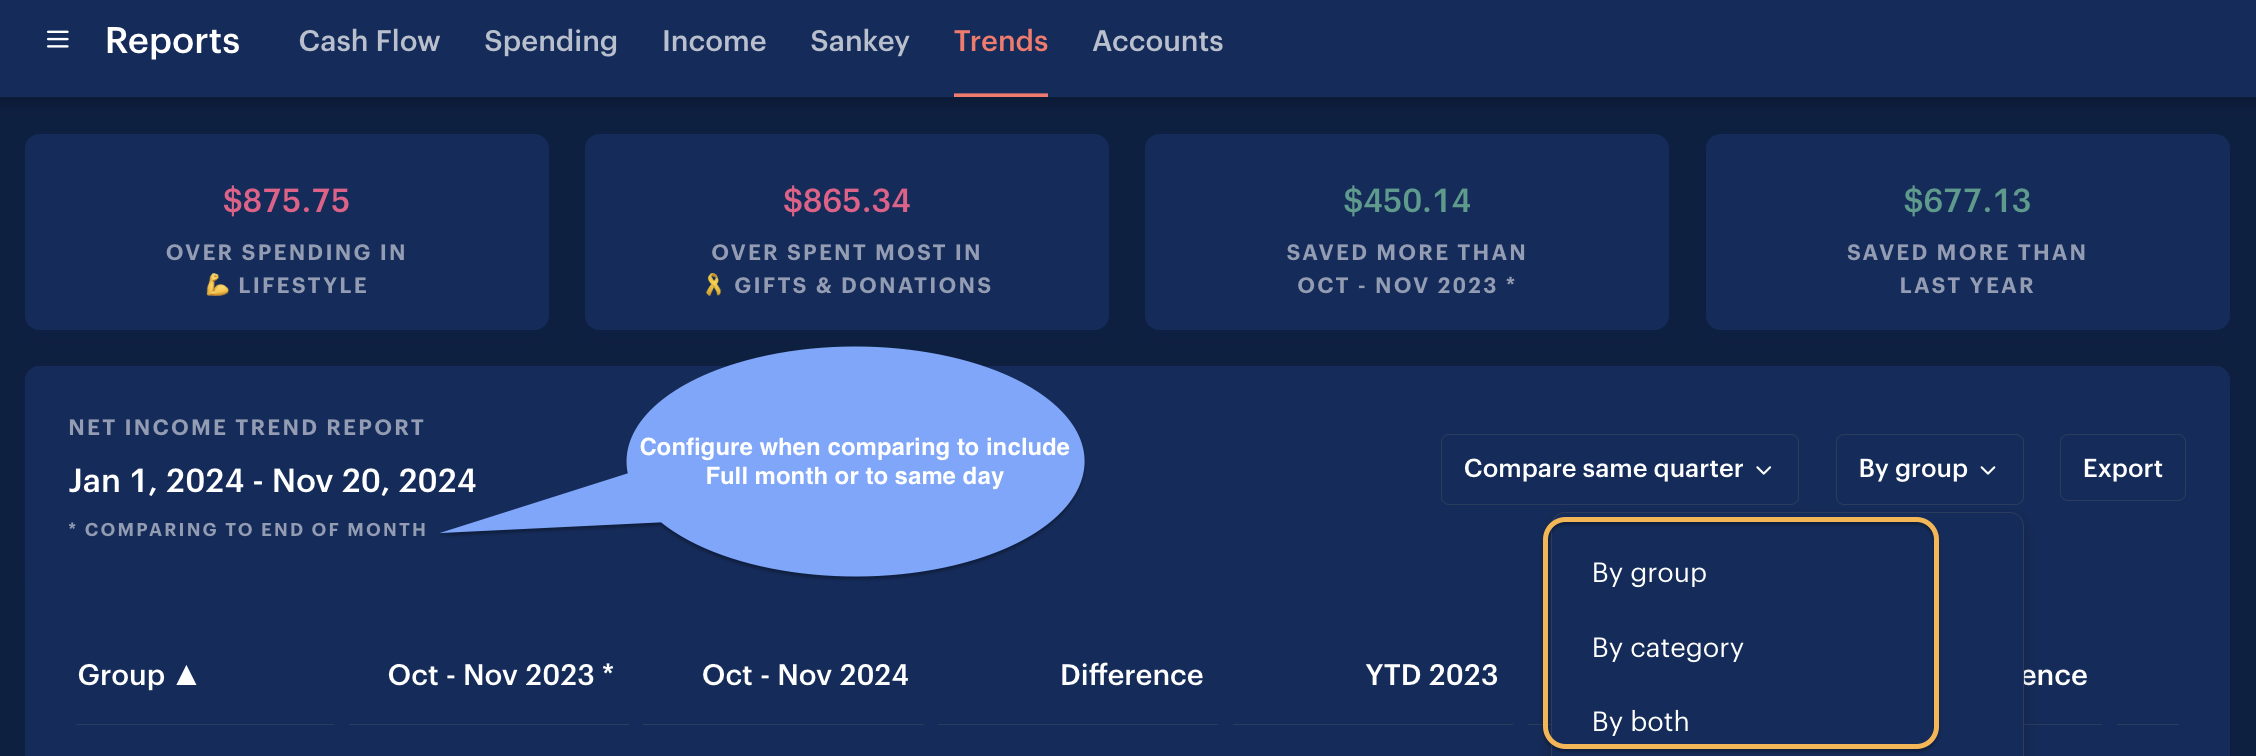 Reports Cash Flow Spending Income Sankey Trends Accounts
$875.75
OVER SPENDING IN
💪 LIFESTYLE
$865.34
OVER SPENT MOST IN
🎗️ GIFTS & DONATIONS
$450.14
SAVED MORE THAN
OCT - NOV 2023 *
$677.13
SAVED MORE THAN
LAST YEAR
NET INCOME TREND REPORT
Jan 1, 2024 - Nov 20, 2024
* COMPARING TO END OF MONTH
Configure when comparing to include
Full month or to same day
Compare same quarter By group Export
By group
By category
By both
Group ▲ Oct - Nov 2023 * Oct - Nov 2024 Difference YTD 2023 ence